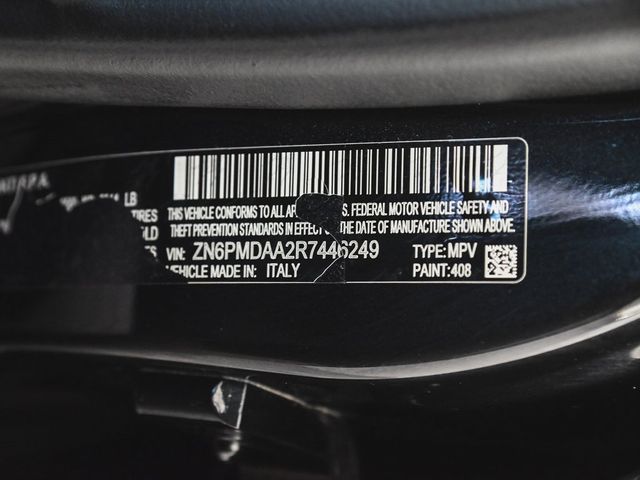 LB
THIS VEHICLE CONFORMS TO ALL S. FEDERAL MOTOR VEHICLE SAFETY AND
THEFT PREVENTION STANDARDS IN EFFECT THE DATE OF MANUFACTURE SHOWN ABOVE.
VIN: ZN6PMDAA2R7446249 TYPE: MPV
VEHICLE MADE IN: ITALY PAINT: 408